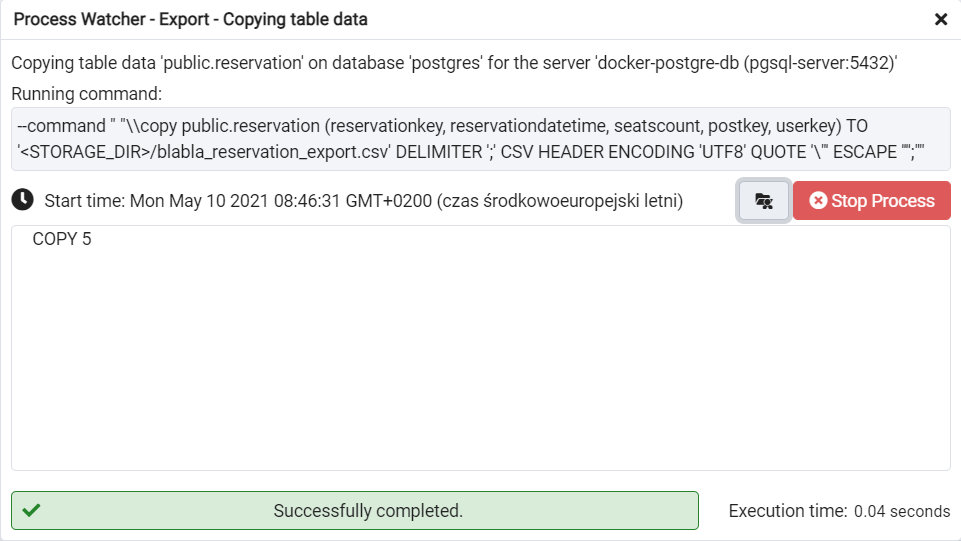 Process Watcher - Export - Copying table data
Copying table data 'public.reservation' on database 'postgres' for the server 'docker-postgre-db (pgsql-server:5432)'
Running command:
--command " "\\copy public.reservation (reservationkey, reservationdatetime, seatscount, postkey, userkey) TO
'<STORAGE_DIR>/blabla_reservation_export.csv' DELIMITER ';' CSV HEADER ENCODING 'UTF8' QUOTE '\"' ESCAPE '''';""
Start time: Mon May 10 2021 08:46:31 GMT+0200 (czas środkowoeuropejski letni)
Stop Process
COPY 5
Successfully completed.
Execution time: 0.04 seconds